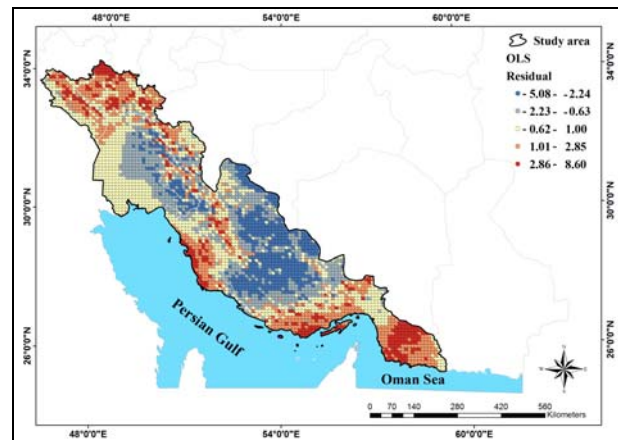 48°0'0"E 54°0'0"E 60°0'0"E
34°0'0"N
30°0'0"N
26°0'0"N
34°0'0"N
30°0'0"N
26°0'0"N
Study area
OLS
Residual
- 5.08 - -2.24
- 2.23 - -0.63
- 0.62 - 1.00
1.01 - 2.85
2.86 - 8.60
Persian Gulf
Oman Sea
N
W E
S
0 70 140 280 420 560
Kilometers
48°0'0"E 54°0'0"E 60°0'0"E